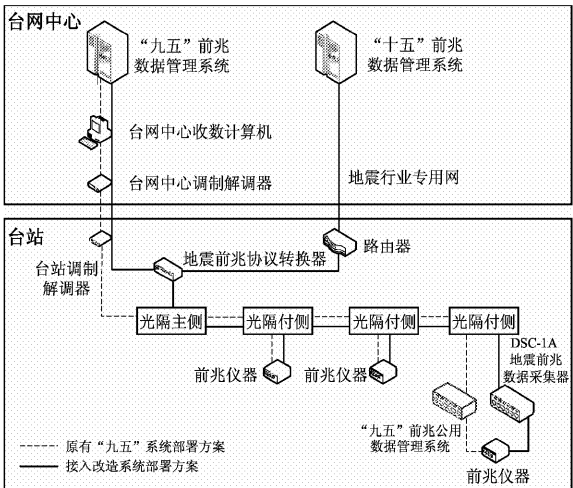 台网中心
“九五”前兆
数据管理系统
“十五”前兆
数据管理系统
台网中心收数计算机
台网中心调制解调器
地震行业专用网
台站
路由器
地震前兆协议转换器
台站调制
解调器
光隔主侧
光隔付侧
光隔付侧
光隔付侧
DSC-1A
地震前兆
数据采集器
前兆仪器
前兆仪器
“九五”前兆公用
数据管理系统
前兆仪器
原有“九五”系统部署方案
接入改造系统部署方案